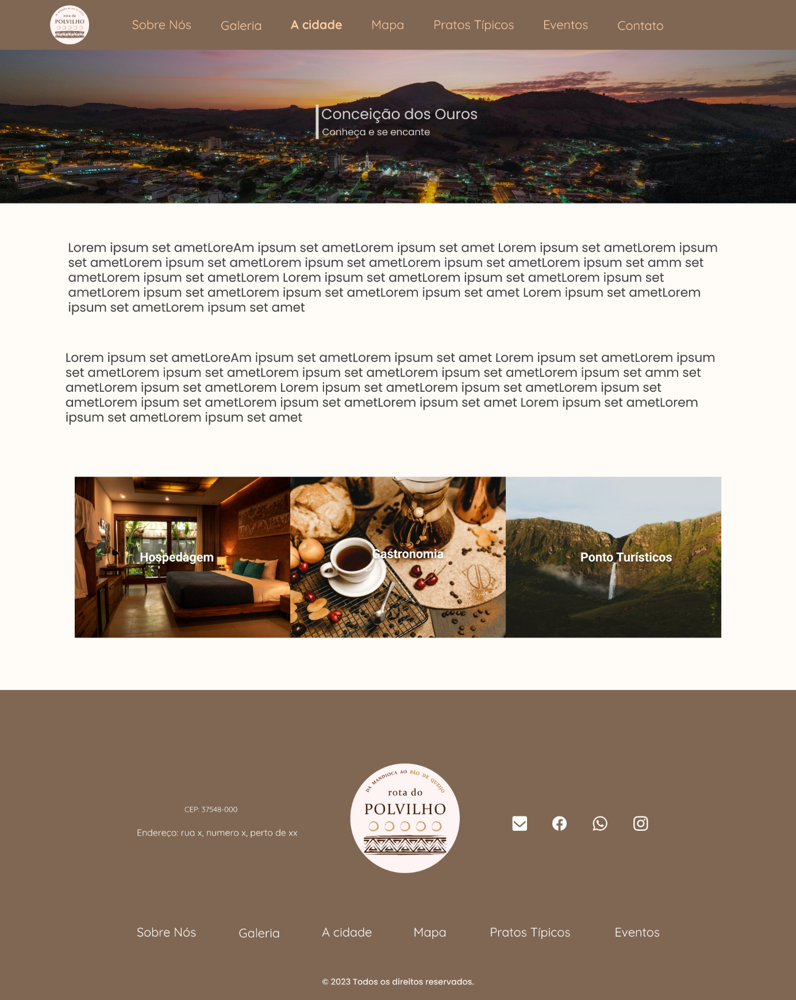 DA MANDIOCA AO PÃO DE QUEIJO
rota do
POLVILHO
Sobre Nós Galeria A cidade Mapa Pratos Típicos Eventos Contato
Conceição dos Ouros
Conheça e se encante
Lorem ipsum set ametLoreAm ipsum set ametLorem ipsum set amet Lorem ipsum set ametLorem ipsum
set ametLorem ipsum set ametLorem ipsum set ametLorem ipsum set ametLorem ipsum set amm set
ametLorem ipsum set ametLorem Lorem ipsum set ametLorem ipsum set ametLorem ipsum set
ametLorem ipsum set ametLorem ipsum set ametLorem ipsum set amet Lorem ipsum set ametLorem
ipsum set ametLorem ipsum set amet
Lorem ipsum set ametLoreAm ipsum set ametLorem ipsum set amet Lorem ipsum set ametLorem ipsum
set ametLorem ipsum set ametLorem ipsum set ametLorem ipsum set ametLorem ipsum set amm set
ametLorem ipsum set ametLorem Lorem ipsum set ametLorem ipsum set ametLorem ipsum set
ametLorem ipsum set ametLorem ipsum set ametLorem ipsum set amet Lorem ipsum set ametLorem
ipsum set ametLorem ipsum set amet
Hospedagem
Gastronomia
Ponto Turísticos
CEP: 37548-000
Endereço: rua x, numero x, perto de xx
DA MANDIOCA AO PÃO DE QUEIJO
rota do
POLVILHO
Sobre Nós Galeria A cidade Mapa Pratos Típicos Eventos
© 2023 Todos os direitos reservados.